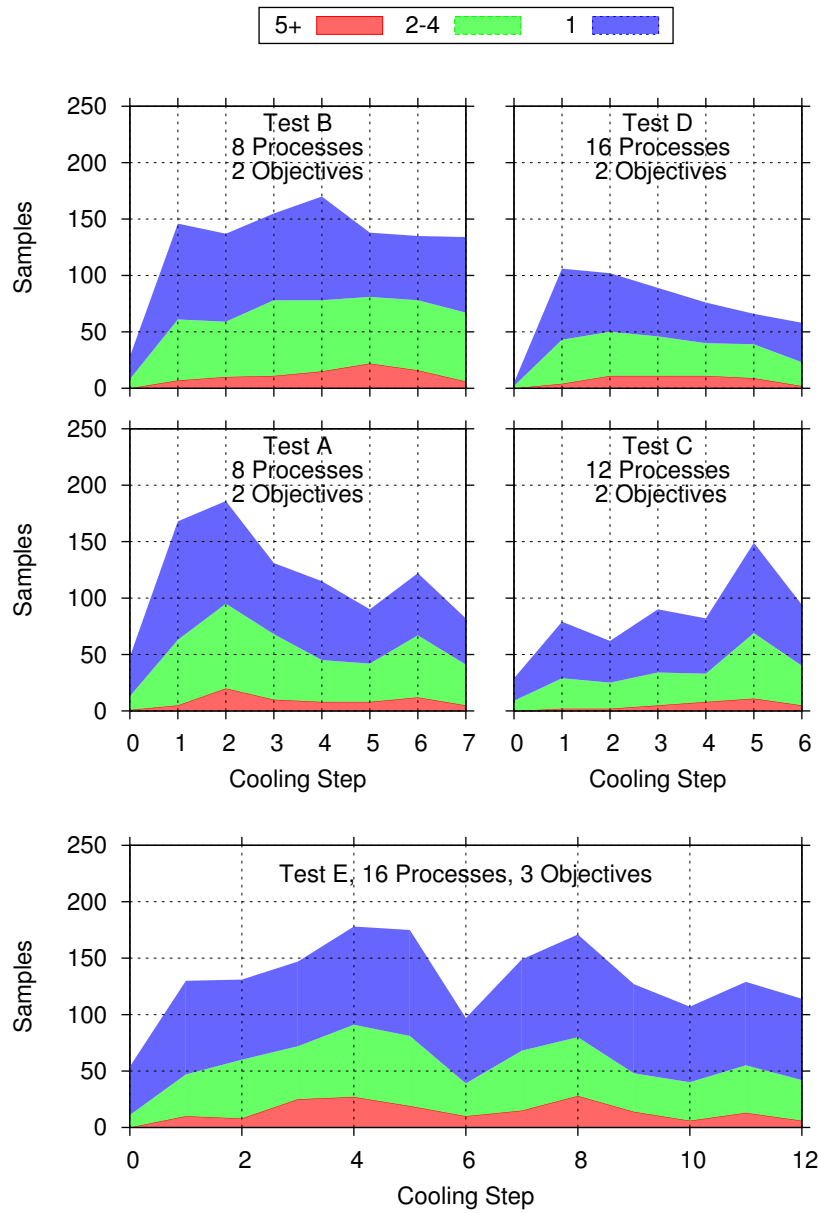 5+ 2-4 1
Test B
8 Processes
2 Objectives
250
200
150
100
50
0
Samples
Test D
16 Processes
2 Objectives
Test A
8 Processes
2 Objectives
250
200
150
100
50
0
Samples
0 1 2 3 4 5 6 7
Cooling Step
Test C
12 Processes
2 Objectives
0 1 2 3 4 5 6
Cooling Step
Test E, 16 Processes, 3 Objectives
250
200
150
100
50
0
Samples
0 2 4 6 8 10 12
Cooling Step